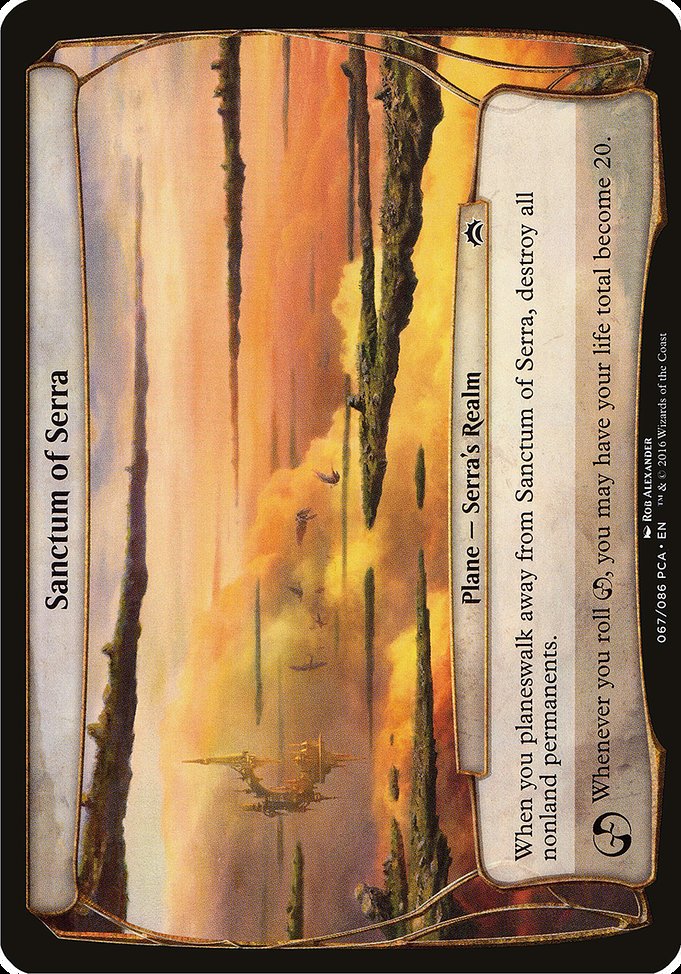 Sanctum of Serra
Plane — Serra's Realm
When you planeswalk away from Sanctum of Serra, destroy all
nonland permanents.
Whenever you roll , you may have your life total become 20.
Rob Alexander
067/086 PCA • EN ™ & © 2016 Wizards of the Coast